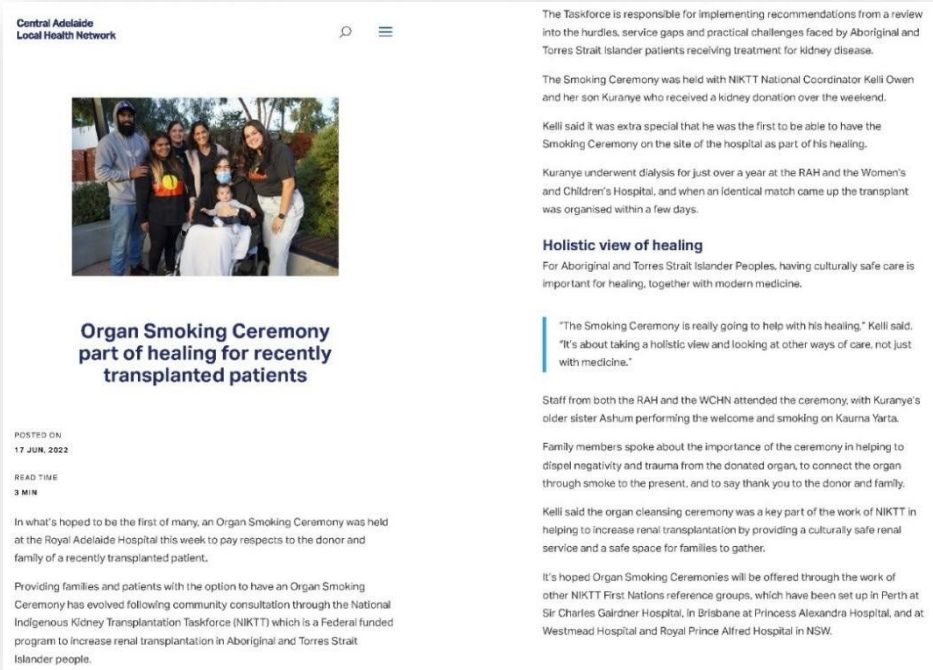 Central Adelaide
Local Health Network
Organ Smoking Ceremony
part of healing for recently
transplanted patients
POSTED ON
17 JUN, 2022
READ TIME
3 MIN
In what's hoped to be the first of many, an Organ Smoking Ceremony was held
at the Royal Adelaide Hospital this week to pay respects to the donor and
family of a recently transplanted patient.
Providing families and patients with the option to have an Organ Smoking
Ceremony has evolved following community consultation through the National
Indigenous Kidney Transplantation Taskforce (NIKTT) which is a Federal funded
program to increase renal transplantation in Aboriginal and Torres Strait
Islander people.
The Taskforce is responsible for implementing recommendations from a review
into the hurdles, service gaps and practical challenges faced by Aboriginal and
Torres Strait Islander patients receiving treatment for kidney disease.
The Smoking Ceremony was held with NIKTT National Coordinator Kelli Owen
and her son Kuranye who received a kidney donation over the weekend.
Kelli said it was extra special that he was the first to be able to have the
Smoking Ceremony on the site of the hospital as part of his healing.
Kuranye underwent dialysis for just over a year at the RAH and the Women's
and Children's Hospital, and when an identical match came up the transplant
was organised within a few days.
Holistic view of healing
For Aboriginal and Torres Strait Islander Peoples, having culturally safe care is
important for healing, together with modern medicine.
"The Smoking Ceremony is really going to help with his healing," Kelli said.
"It's about taking a holistic view and looking at other ways of care, not just
with medicine."
Staff from both the RAH and the WCHN attended the ceremony, with Kuranye's
older sister Ashum performing the welcome and smoking on Kaurna Yarta.
Family members spoke about the importance of the ceremony in helping to
dispel negativity and trauma from the donated organ, to connect the organ
through smoke to the present, and to say thank you to the donor and family.
Kelli said the organ cleansing ceremony was a key part of the work of NIKTT in
helping to increase renal transplantation by providing a culturally safe renal
service and a safe space for families to gather.
It's hoped Organ Smoking Ceremonies will be offered through the work of
other NIKTT First Nations reference groups, which have been set up in Perth at
Sir Charles Gairdner Hospital, in Brisbane at Princess Alexandra Hospital, and at
Westmead Hospital and Royal Prince Alfred Hospital in NSW.